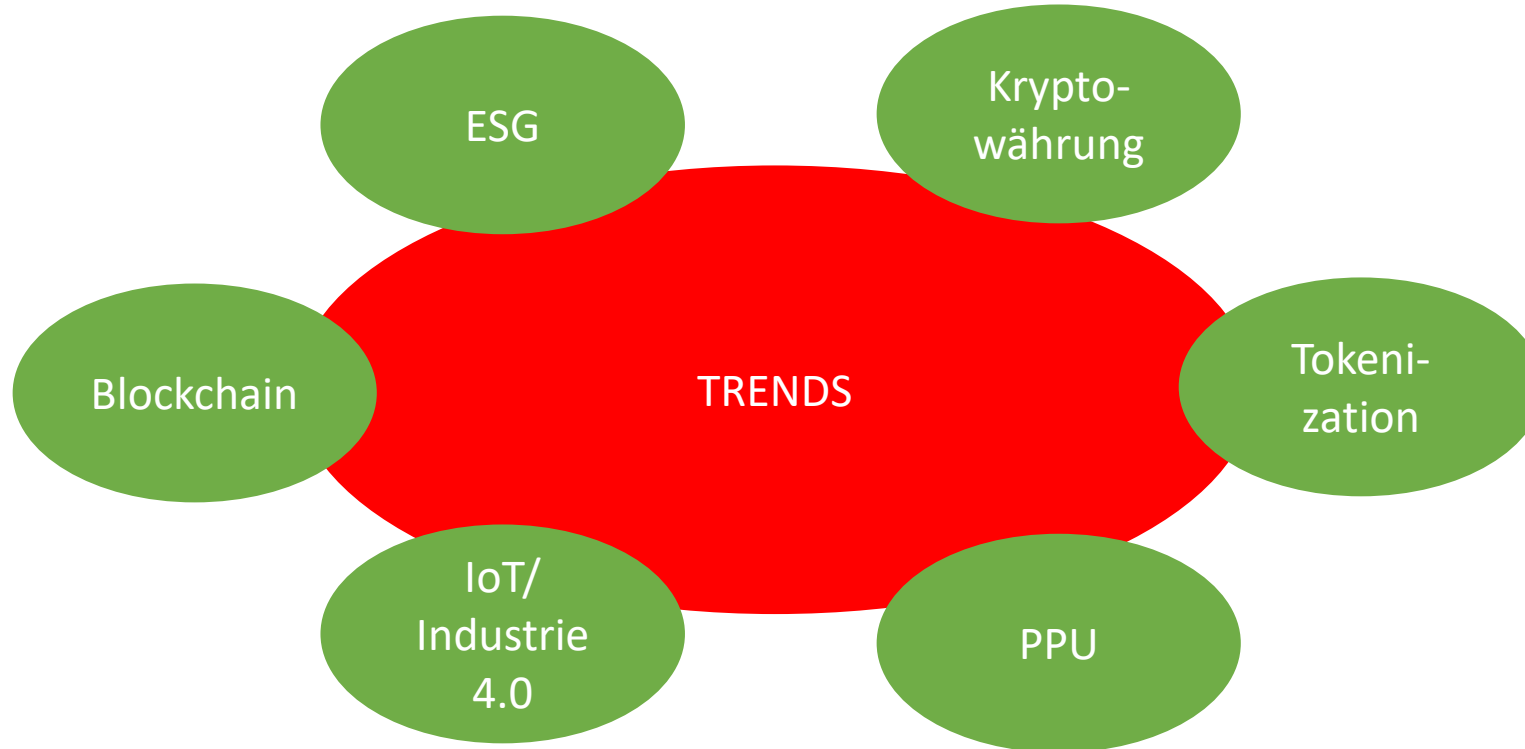 ESG
Krypto-
währung
Blockchain
TRENDS
Tokeni-
zation
IoT/
Industrie
4.0
PPU